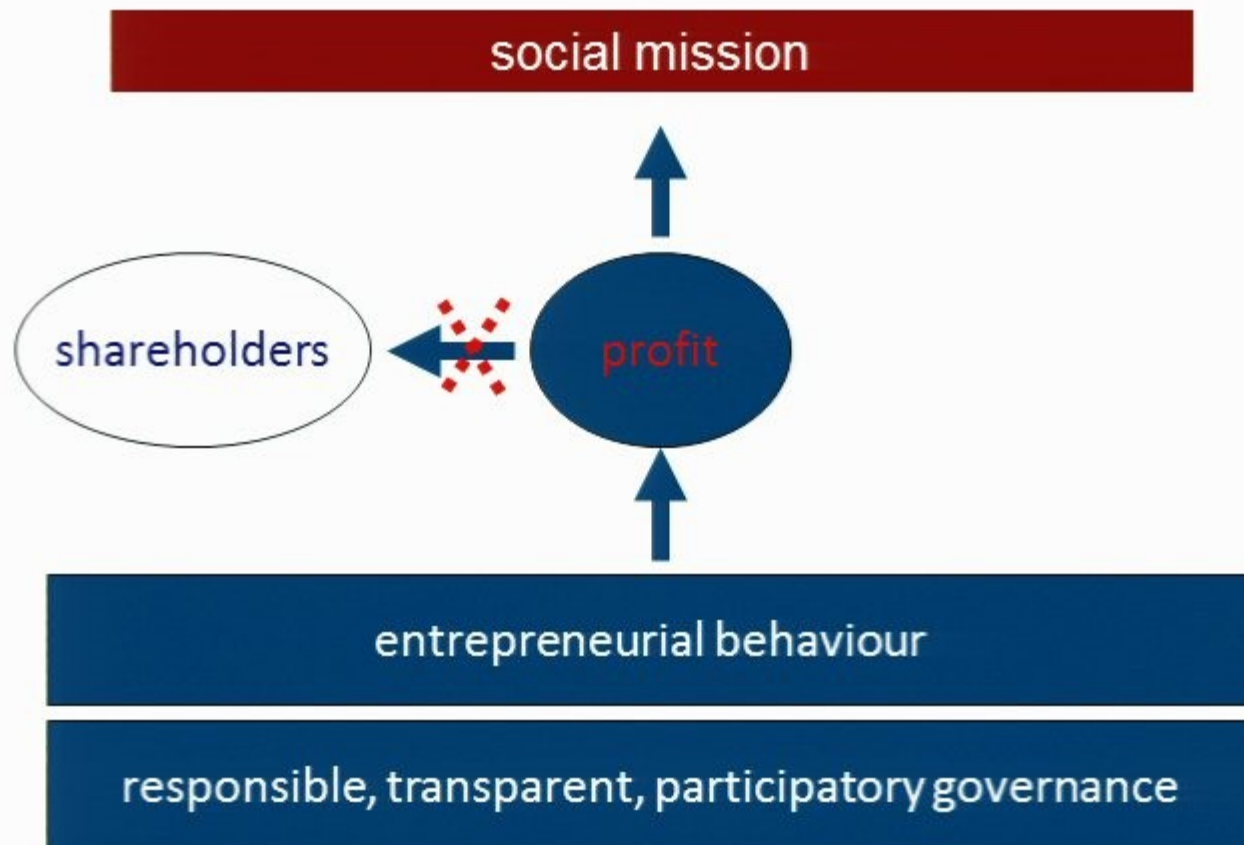 social mission
shareholders
profit
entrepreneurial behaviour
responsible, transparent, participatory governance